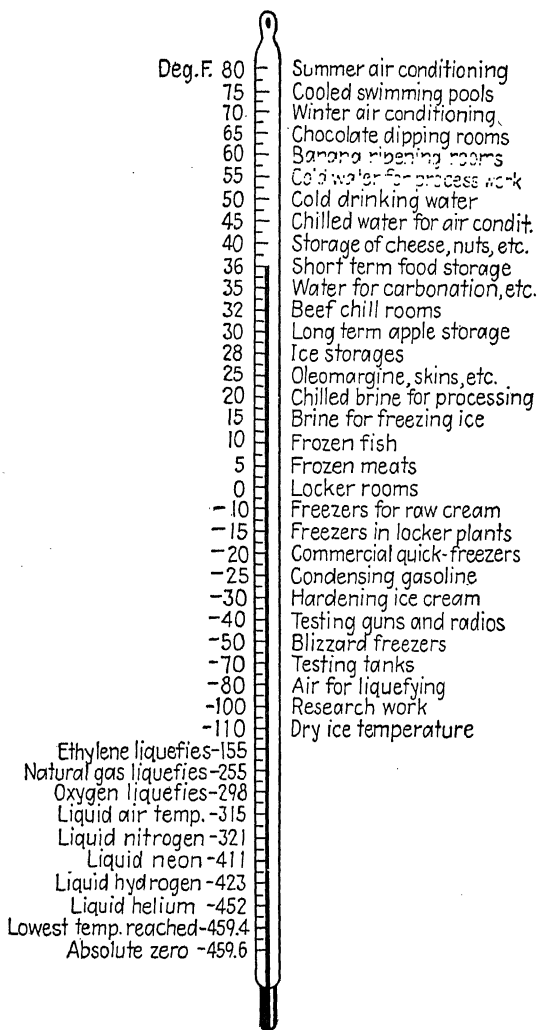 Deg.F. 80 Summer air conditioning
75 Cooled swimming pools
70 Winter air conditioning
65 Chocolate dipping rooms
60 Banana ripening rooms
55 Cold water for process work
50 Cold drinking water
45 Chilled water for air condit.
40 Storage of cheese, nuts, etc.
36 Short term food storage
35 Water for carbonation, etc.
32 Beef chill rooms
30 Long term apple storage
28 Ice storages
25 Oleomargine, skins, etc.
20 Chilled brine for processing
15 Brine for freezing ice
10 Frozen fish
5 Frozen meats
0 Locker rooms
-10 Freezers for raw cream
-15 Freezers in locker plants
-20 Commercial quick-freezers
-25 Condensing gasoline
-30 Hardening ice cream
-40 Testing guns and radios
-50 Blizzard freezers
-70 Testing tanks
-80 Air for liquefying
-100 Research work
-110 Dry ice temperature
Ethylene liquefies-155
Natural gas liquefies-255
Oxygen liquefies-298
Liquid air temp.-315
Liquid nitrogen -321
Liquid neon -411
Liquid hydrogen -423
Liquid helium -452
Lowest temp. reached-459.4
Absolute zero -459.6